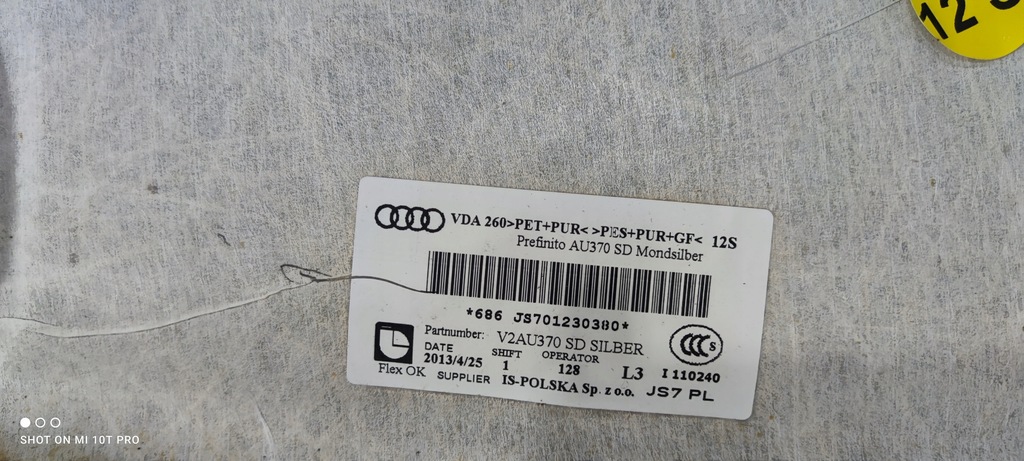 12
VDA 260>PET+PUR< >PES+PUR+GF< 12S
Prefinito AU370 SD Mondsilber
*686 JS701230380*
Partnumber: V2AU370 SD SILBER
DATE SHIFT OPERATOR
2013/4/25 1 128 L3
CCC S
I 110240
Flex OK SUPPLIER IS-POLSKA Sp. z o.o. JS7 PL
SHOT ON MI 10T PRO